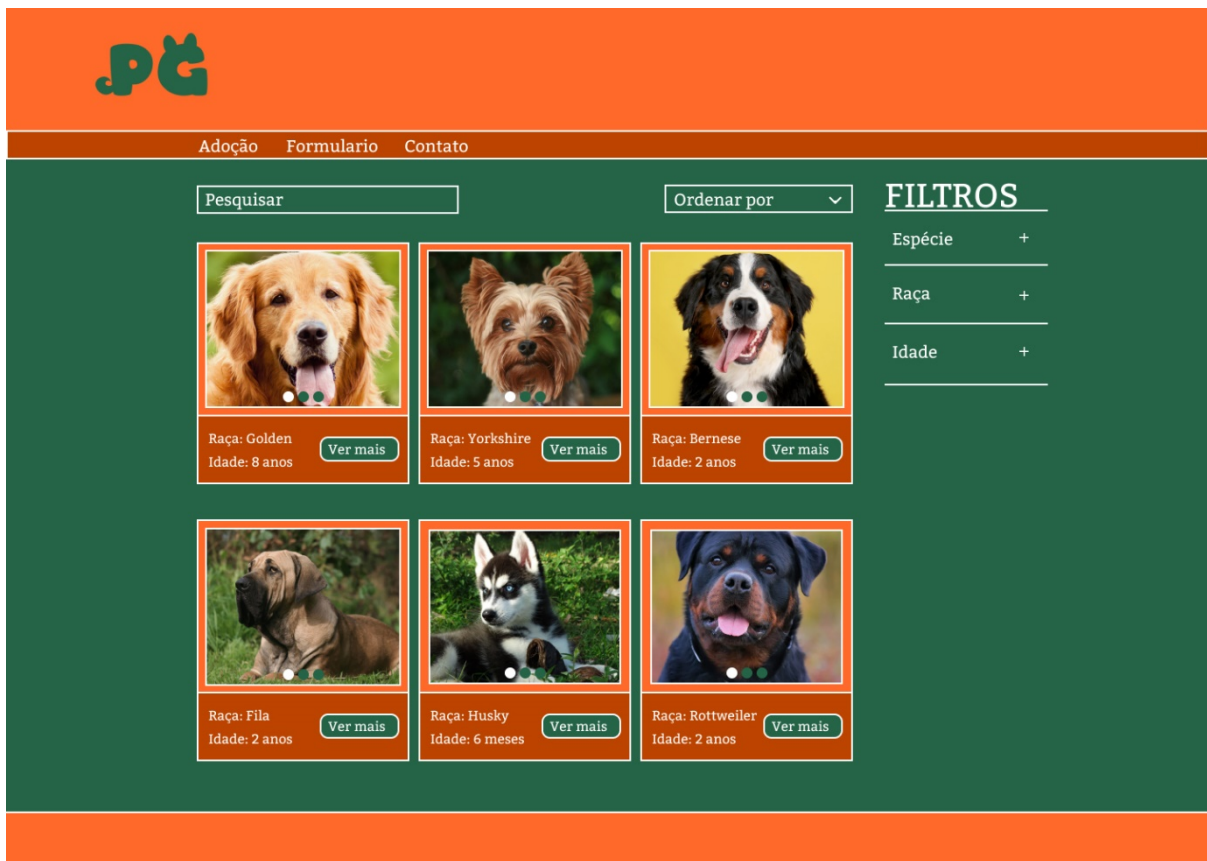 PG
Adoção Formulario Contato
Pesquisar
Ordenar por
FILTROS
Espécie +
Raça +
Idade +
Raça: Golden
Idade: 8 anos
Ver mais
Raça: Yorkshire
Idade: 5 anos
Ver mais
Raça: Bernese
Idade: 2 anos
Ver mais
Raça: Fila
Idade: 2 anos
Ver mais
Raça: Husky
Idade: 6 meses
Ver mais
Raça: Rottweiler
Idade: 2 anos
Ver mais